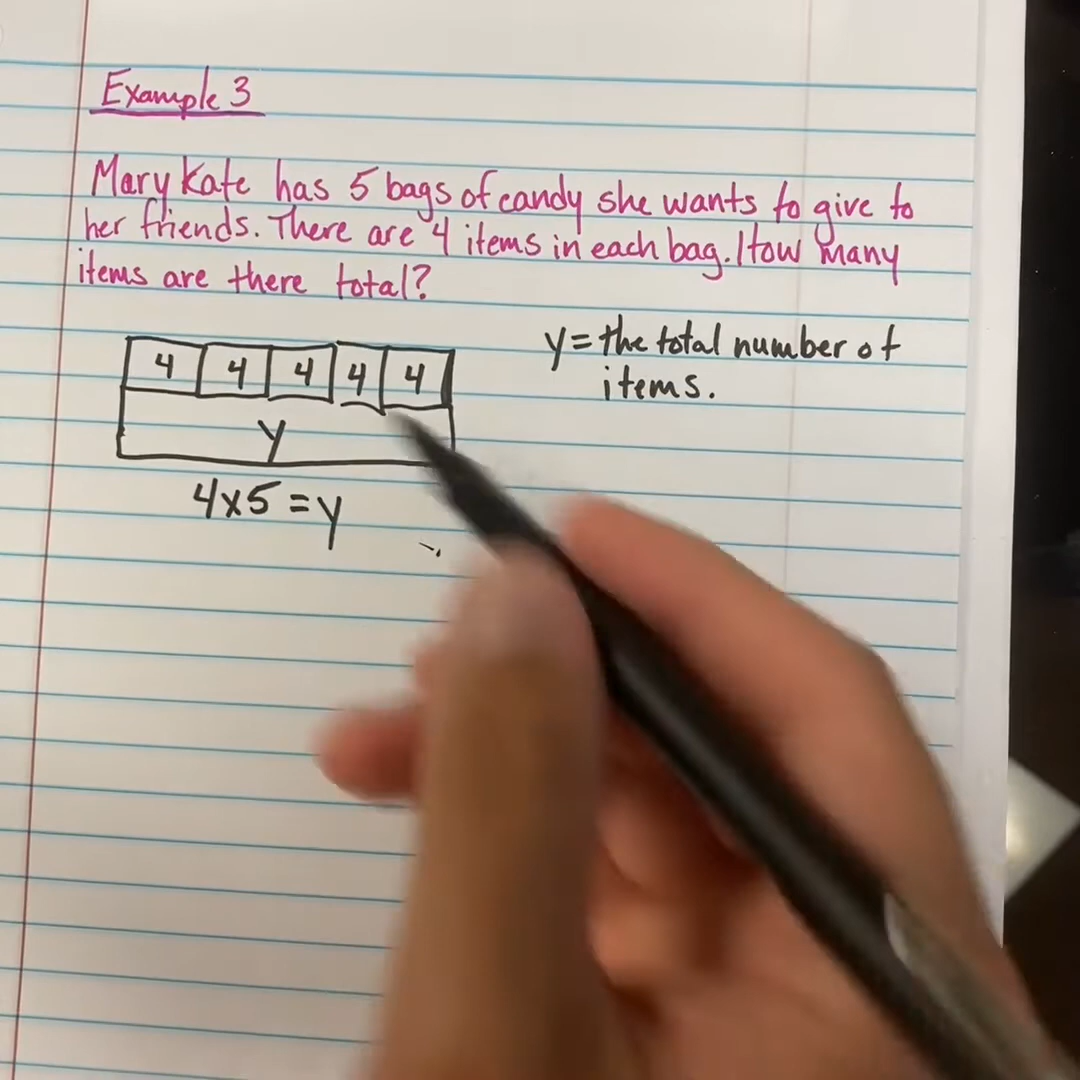 Example 3
Mary Kate has 5 bags of candy she wants to give to
her friends. There are 4 items in each bag. How many
items are there total?
4 4 4 4 4
y
4x5=y
y=the total number of
items.